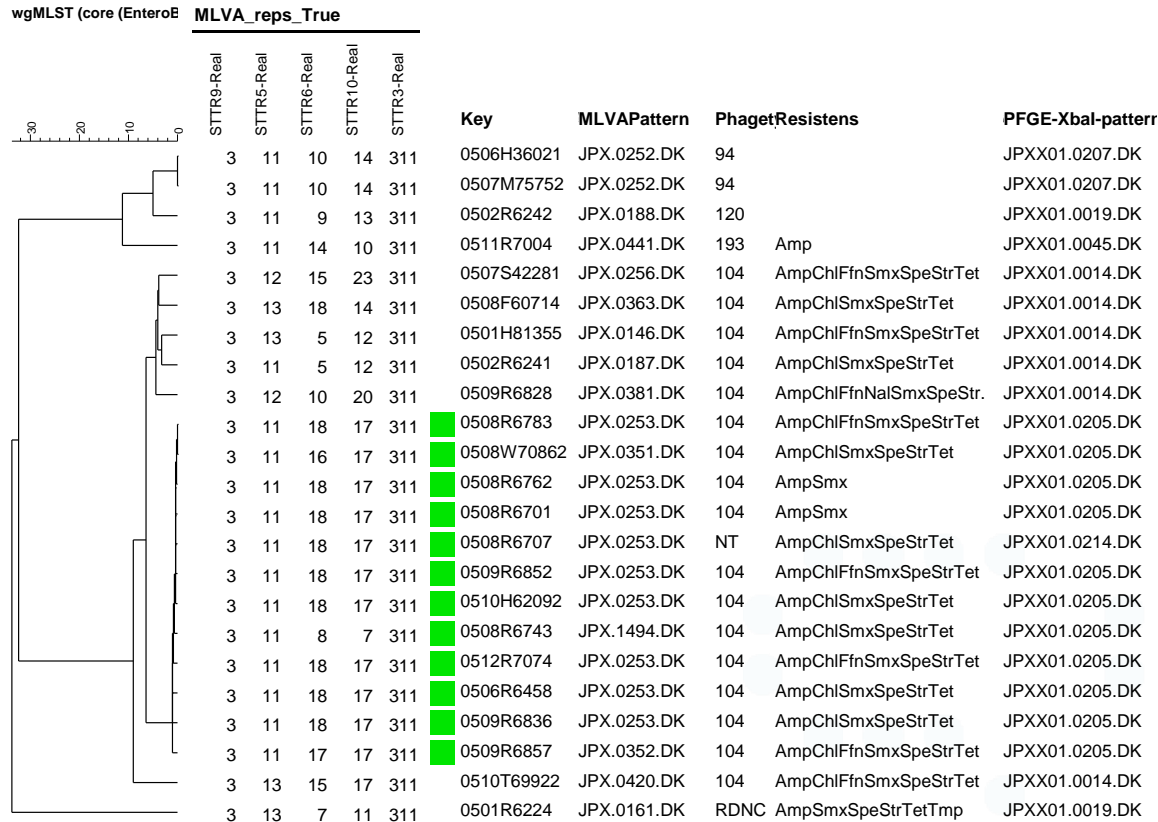 wgMLST (core (EnteroB MLVA_reps_True
STTR9-Real STTR5-Real STTR6-Real STTR10-Real STTR3-Real
30 20 10 0
Key MLVAPattern Phagety Resistens PFGE-XbaI-pattern
3 11 10 14 311 0506H36021 JPX.0252.DK 94 JPXX01.0207.DK
3 11 10 14 311 0507M75752 JPX.0252.DK 94 JPXX01.0207.DK
3 11 9 13 311 0502R6242 JPX.0188.DK 120 JPXX01.0019.DK
3 11 14 10 311 0511R7004 JPX.0441.DK 193 Amp JPXX01.0045.DK
3 12 15 23 311 0507S42281 JPX.0256.DK 104 AmpChlFfnSmxSpeStrTet JPXX01.0014.DK
3 13 18 14 311 0508F60714 JPX.0363.DK 104 AmpChlSmxSpeStrTet JPXX01.0014.DK
3 13 5 12 311 0501H81355 JPX.0146.DK 104 AmpChlFfnSmxSpeStrTet JPXX01.0014.DK
3 11 5 12 311 0502R6241 JPX.0187.DK 104 AmpChlSmxSpeStrTet JPXX01.0014.DK
3 12 10 20 311 0509R6828 JPX.0381.DK 104 AmpChlFfnNalSmxSpeStr. JPXX01.0014.DK
3 11 18 17 311 0508R6783 JPX.0253.DK 104 AmpChlFfnSmxSpeStrTet JPXX01.0205.DK
3 11 16 17 311 0508W70862 JPX.0351.DK 104 AmpChlSmxSpeStrTet JPXX01.0205.DK
3 11 18 17 311 0508R6762 JPX.0253.DK 104 AmpSmx JPXX01.0205.DK
3 11 18 17 311 0508R6701 JPX.0253.DK 104 AmpSmx JPXX01.0205.DK
3 11 18 17 311 0508R6707 JPX.0253.DK NT AmpChlSmxSpeStrTet JPXX01.0214.DK
3 11 18 17 311 0509R6852 JPX.0253.DK 104 AmpChlFfnSmxSpeStrTet JPXX01.0205.DK
3 11 18 17 311 0510H62092 JPX.0253.DK 104 AmpChlSmxSpeStrTet JPXX01.0205.DK
3 11 8 7 311 0508R6743 JPX.1494.DK 104 AmpChlSmxSpeStrTet JPXX01.0205.DK
3 11 18 17 311 0512R7074 JPX.0253.DK 104 AmpChlFfnSmxSpeStrTet JPXX01.0205.DK
3 11 18 17 311 0506R6458 JPX.0253.DK 104 AmpChlSmxSpeStrTet JPXX01.0205.DK
3 11 18 17 311 0509R6836 JPX.0253.DK 104 AmpChlSmxSpeStrTet JPXX01.0205.DK
3 11 17 17 311 0509R6857 JPX.0352.DK 104 AmpChlFfnSmxSpeStrTet JPXX01.0205.DK
3 13 15 17 311 0510T69922 JPX.0420.DK 104 AmpChlFfnSmxSpeStrTet JPXX01.0014.DK
3 13 7 11 311 0501R6224 JPX.0161.DK RDNC AmpSmxSpeStrTetTmp JPXX01.0019.DK